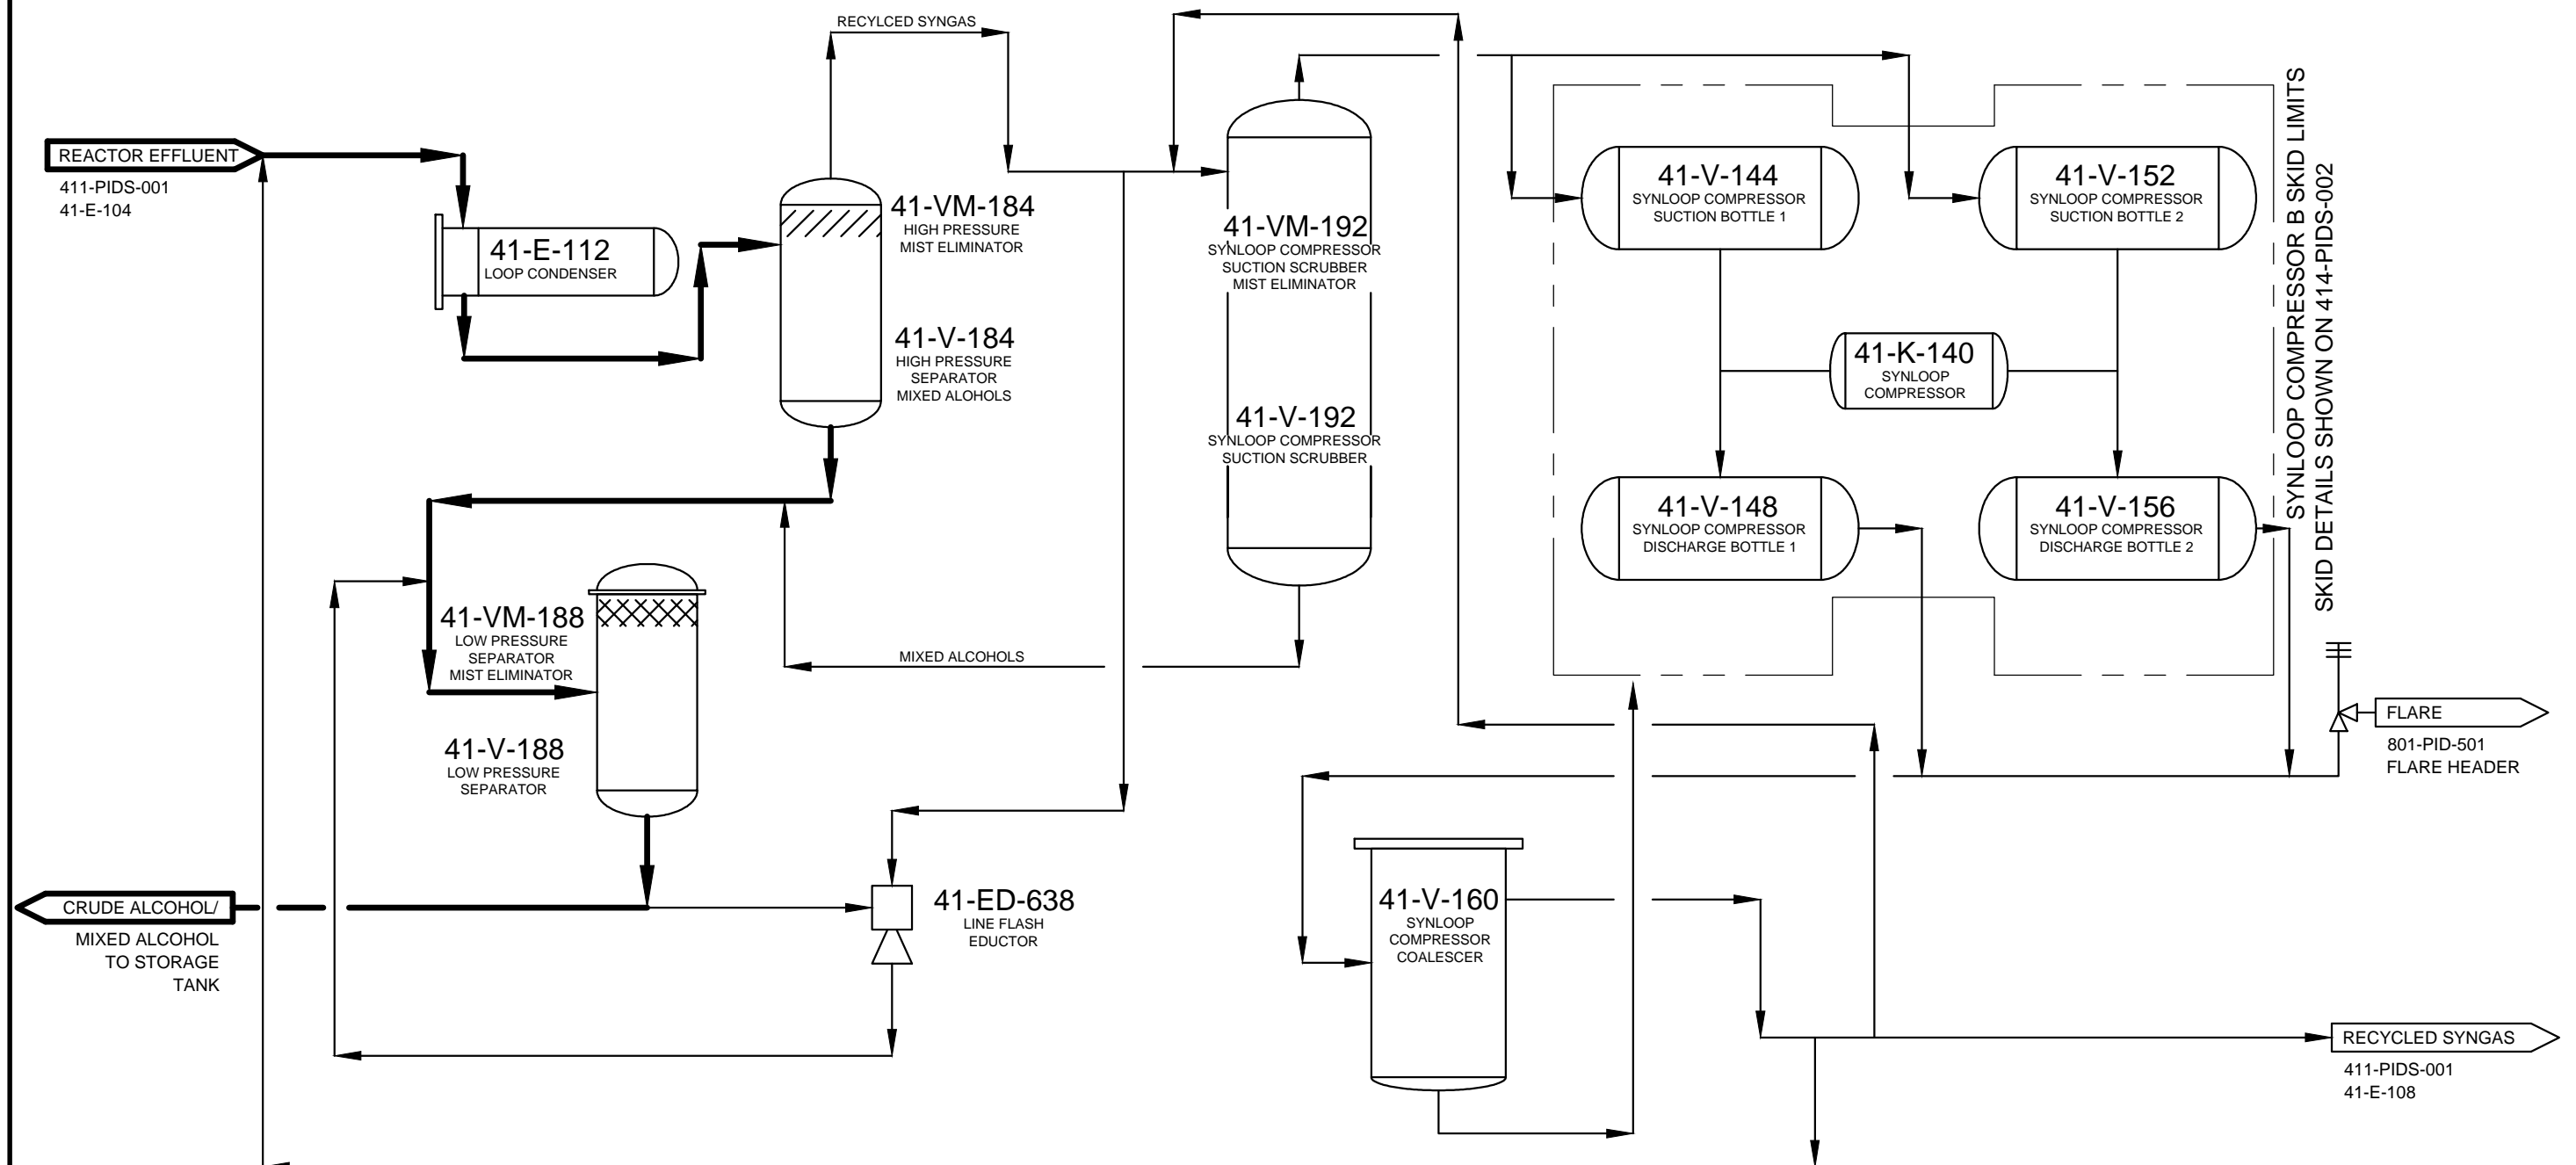 RECYLCED SYNGAS
REACTOR EFFLUENT
411-PIDS-001
41-E-104
41-E-112
LOOP CONDENSER
41-VM-184
HIGH PRESSURE
MIST ELIMINATOR
41-V-184
HIGH PRESSURE
SEPARATOR
MIXED ALOHOLS
41-VM-192
SYNLOOP COMPRESSOR
SUCTION SCRUBBER
MIST ELIMINATOR
41-V-192
SYNLOOP COMPRESSOR
SUCTION SCRUBBER
41-V-144
SYNLOOP COMPRESSOR
SUCTION BOTTLE 1
41-V-152
SYNLOOP COMPRESSOR
SUCTION BOTTLE 2
41-K-140
SYNLOOP
COMPRESSOR
41-V-148
SYNLOOP COMPRESSOR
DISCHARGE BOTTLE 1
41-V-156
SYNLOOP COMPRESSOR
DISCHARGE BOTTLE 2
SYNLOOP COMPRESSOR B SKID LIMITS
SKID DETAILS SHOWN ON 414-PIDS-002
41-VM-188
LOW PRESSURE
SEPARATOR
MIST ELIMINATOR
41-V-188
LOW PRESSURE
SEPARATOR
MIXED ALCOHOLS
FLARE
801-PID-501
FLARE HEADER
CRUDE ALCOHOL/
MIXED ALCOHOL
TO STORAGE
TANK
41-ED-638
LINE FLASH
EDUCTOR
41-V-160
SYNLOOP
COMPRESSOR
COALESCER
RECYCLED SYNGAS
411-PIDS-001
41-E-108